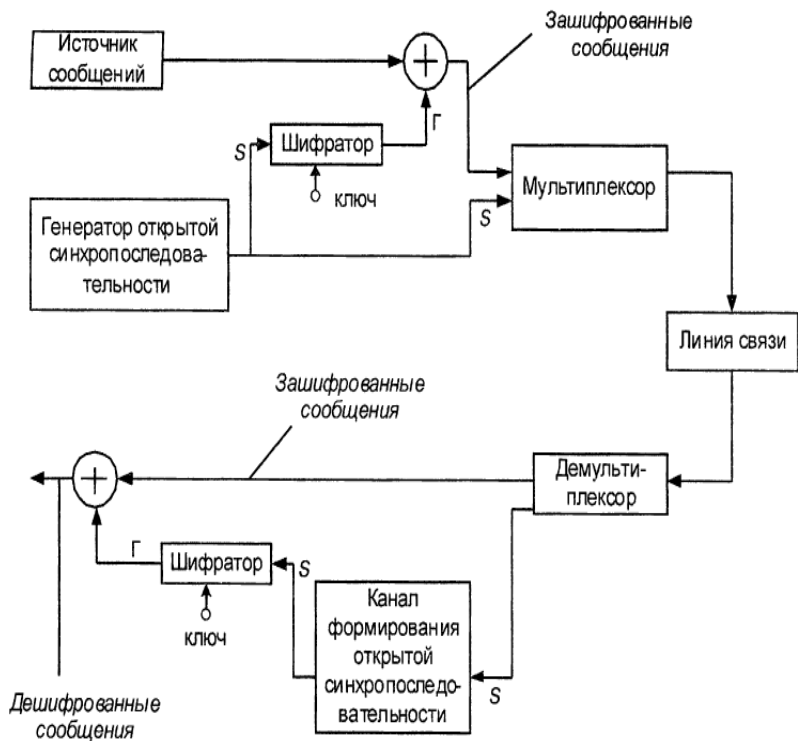 Источник
сообщений
Зашифрованные
сообщения
Г
S
Шифратор
ключ
Мультиплексор
S
Генератор открытой
синхропоследова-
тельности
Линия связи
Зашифрованные
сообщения
Демульти-
плексор
Г
Шифратор
S
ключ
Канал
формирования
открытой
синхропоследо-
вательности
S
Дешифрованные
сообщения